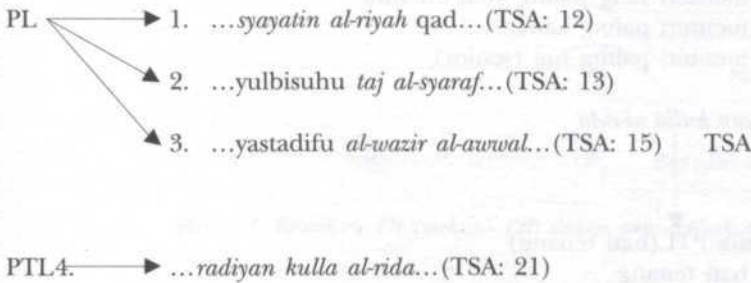 PL 1. ...syayatin al-riyah qad...(TSA: 12)
2. ...yulbisuhu taj al-syaraf...(TSA: 13)
3. ...yastadifu al-wazir al-awwal...(TSA: 15) TSA
PTL4. ...radiyan kulla al-rida...(TSA: 21)